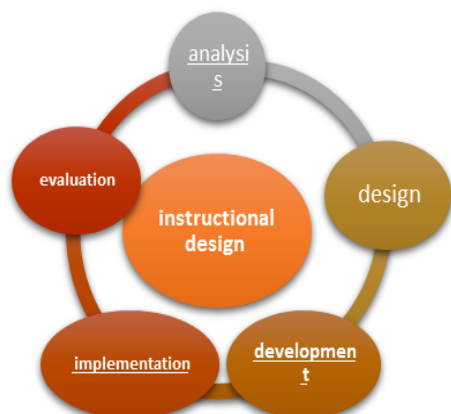 analysi
s
design
evaluation
instructional
design
implementation
developmen
t